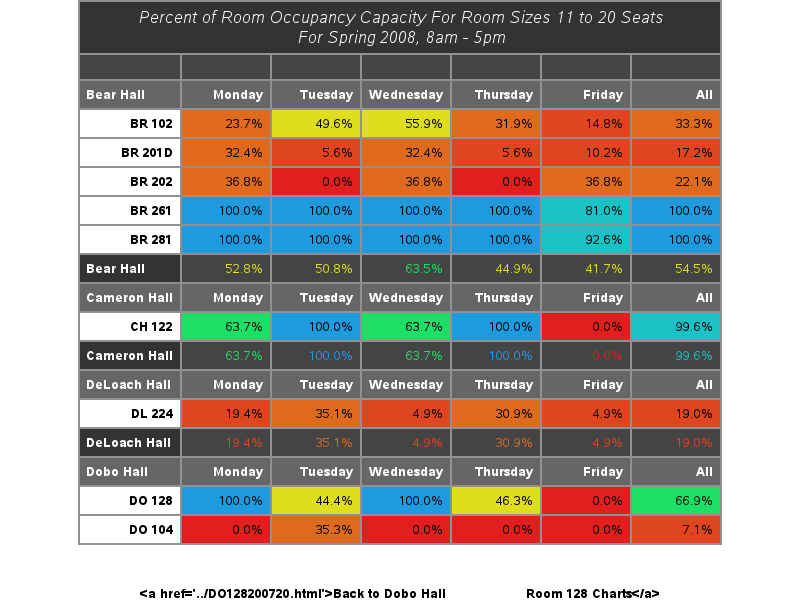 Percent of Room Occupancy Capacity For Room Sizes 11 to 20 Seats
For Spring 2008, 8am - 5pm
Bear Hall Monday Tuesday Wednesday Thursday Friday All
BR 102 23.7% 49.6% 55.9% 31.9% 14.8% 33.3%
BR 201D 32.4% 5.6% 32.4% 5.6% 10.2% 17.2%
BR 202 36.8% 0.0% 36.8% 0.0% 36.8% 22.1%
BR 261 100.0% 100.0% 100.0% 100.0% 81.0% 100.0%
BR 281 100.0% 100.0% 100.0% 100.0% 92.6% 100.0%
Bear Hall 52.8% 50.8% 63.5% 44.9% 41.7% 54.5%
Cameron Hall Monday Tuesday Wednesday Thursday Friday All
CH 122 63.7% 100.0% 63.7% 100.0% 0.0% 99.6%
Cameron Hall 63.7% 100.0% 63.7% 100.0% 0.0% 99.6%
DeLoach Hall Monday Tuesday Wednesday Thursday Friday All
DL 224 19.4% 35.1% 4.9% 30.9% 4.9% 19.0%
DeLoach Hall 19.4% 35.1% 4.9% 30.9% 4.9% 19.0%
Dobo Hall Monday Tuesday Wednesday Thursday Friday All
DO 128 100.0% 44.4% 100.0% 46.3% 0.0% 66.9%
DO 104 0.0% 35.3% 0.0% 0.0% 0.0% 7.1%
<a href='../DO128200720.html'>Back to Dobo Hall Room 128 Charts</a>